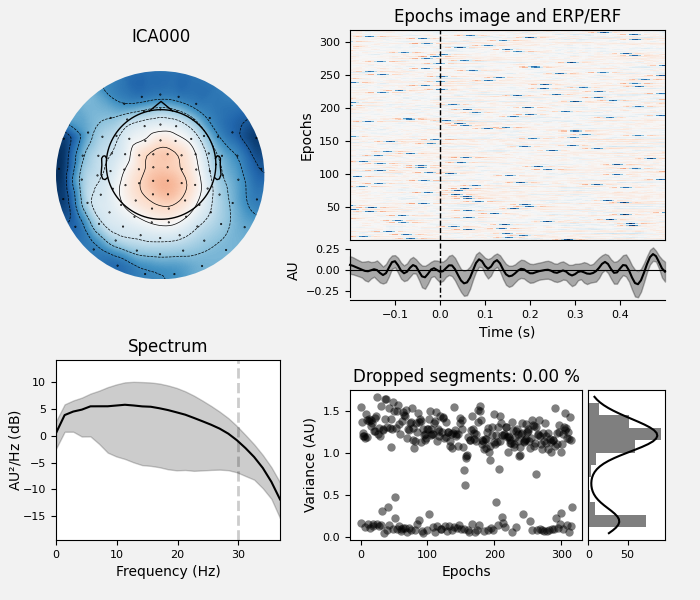 ICA000
Epochs image and ERP/ERF
300
250
200
150
100
50
Epochs
0.25
0.00
−0.25
AU
−0.1 0.0 0.1 0.2 0.3 0.4
Time (s)
Spectrum
10
5
0
−5
−10
−15
AU²/Hz (dB)
0 10 20 30
Frequency (Hz)
Dropped segments: 0.00 %
1.5
1.0
0.5
0.0
Variance (AU)
0 100 200 300
Epochs
0 50